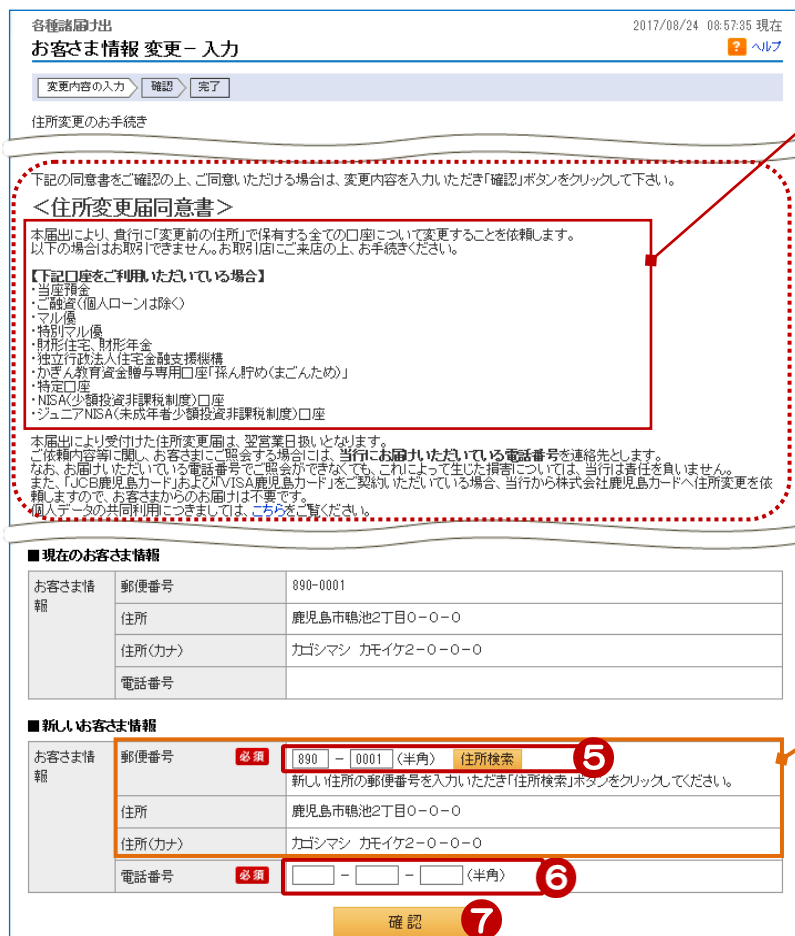 各種諸届け出
2017/08/24 08:57:35 現在
お客さま情報 変更－入力
? ヘルプ
変更内容の入力 確認 完了
住所変更のお手続き
下記の同意書をご確認の上、ご同意いただける場合は、変更内容を入力いただき「確認」ボタンをクリックして下さい。
＜住所変更届同意書＞
本届出により、貴行に「変更前の住所」で保有する全ての口座について変更することを依頼します。
以下の場合はお取引できません。お取引店にご来店の上、お手続きください。
【下記口座をご利用いただいている場合】
・当座預金
・ご融資（個人ローンは除く）
・マル優
・特別マル優
・財形住宅、財形年金
・独立行政法人住宅金融支援機構
・かぎん教育資金贈与専用口座「孫ん貯め（まごんため）」
・特定口座
・NISA（少額投資非課税制度）口座
・ジュニアNISA（未成年者少額投資非課税制度）口座
本届出により受付けた住所変更届は、翌営業日扱いとなります。
ご依頼内容等に関し、お客さまにご照会する場合には、当行にお届けいただいている電話番号を連絡先とします。
なお、お届けいただいている電話番号でご照会ができなくても、これによって生じた損害については、当行は責任を負いません。
また、「JCB鹿児島カード」および「VISA鹿児島カード」をご契約いただいている場合、当行から株式会社鹿児島カードへ住所変更を依
頼しますので、お客さまからのお届けは不要です。
個人データの共同利用につきましては、こちらをご覧ください。
■現在のお客さま情報
お客さま情報
郵便番号 890-0001
住所 鹿児島市鴨池2丁目0－0－0
住所（カナ） カゴシマシ カモイケ2－0－0－0
電話番号
■新しいお客さま情報
お客さま情報
郵便番号 必須 890 － 0001 （半角） 住所検索 5
新しい住所の郵便番号を入力いただき「住所検索」ボタンをクリックしてください。
住所 鹿児島市鴨池2丁目0－0－0
住所（カナ） カゴシマシ カモイケ2－0－0－0
電話番号 必須 － － （半角） 6
確認 7